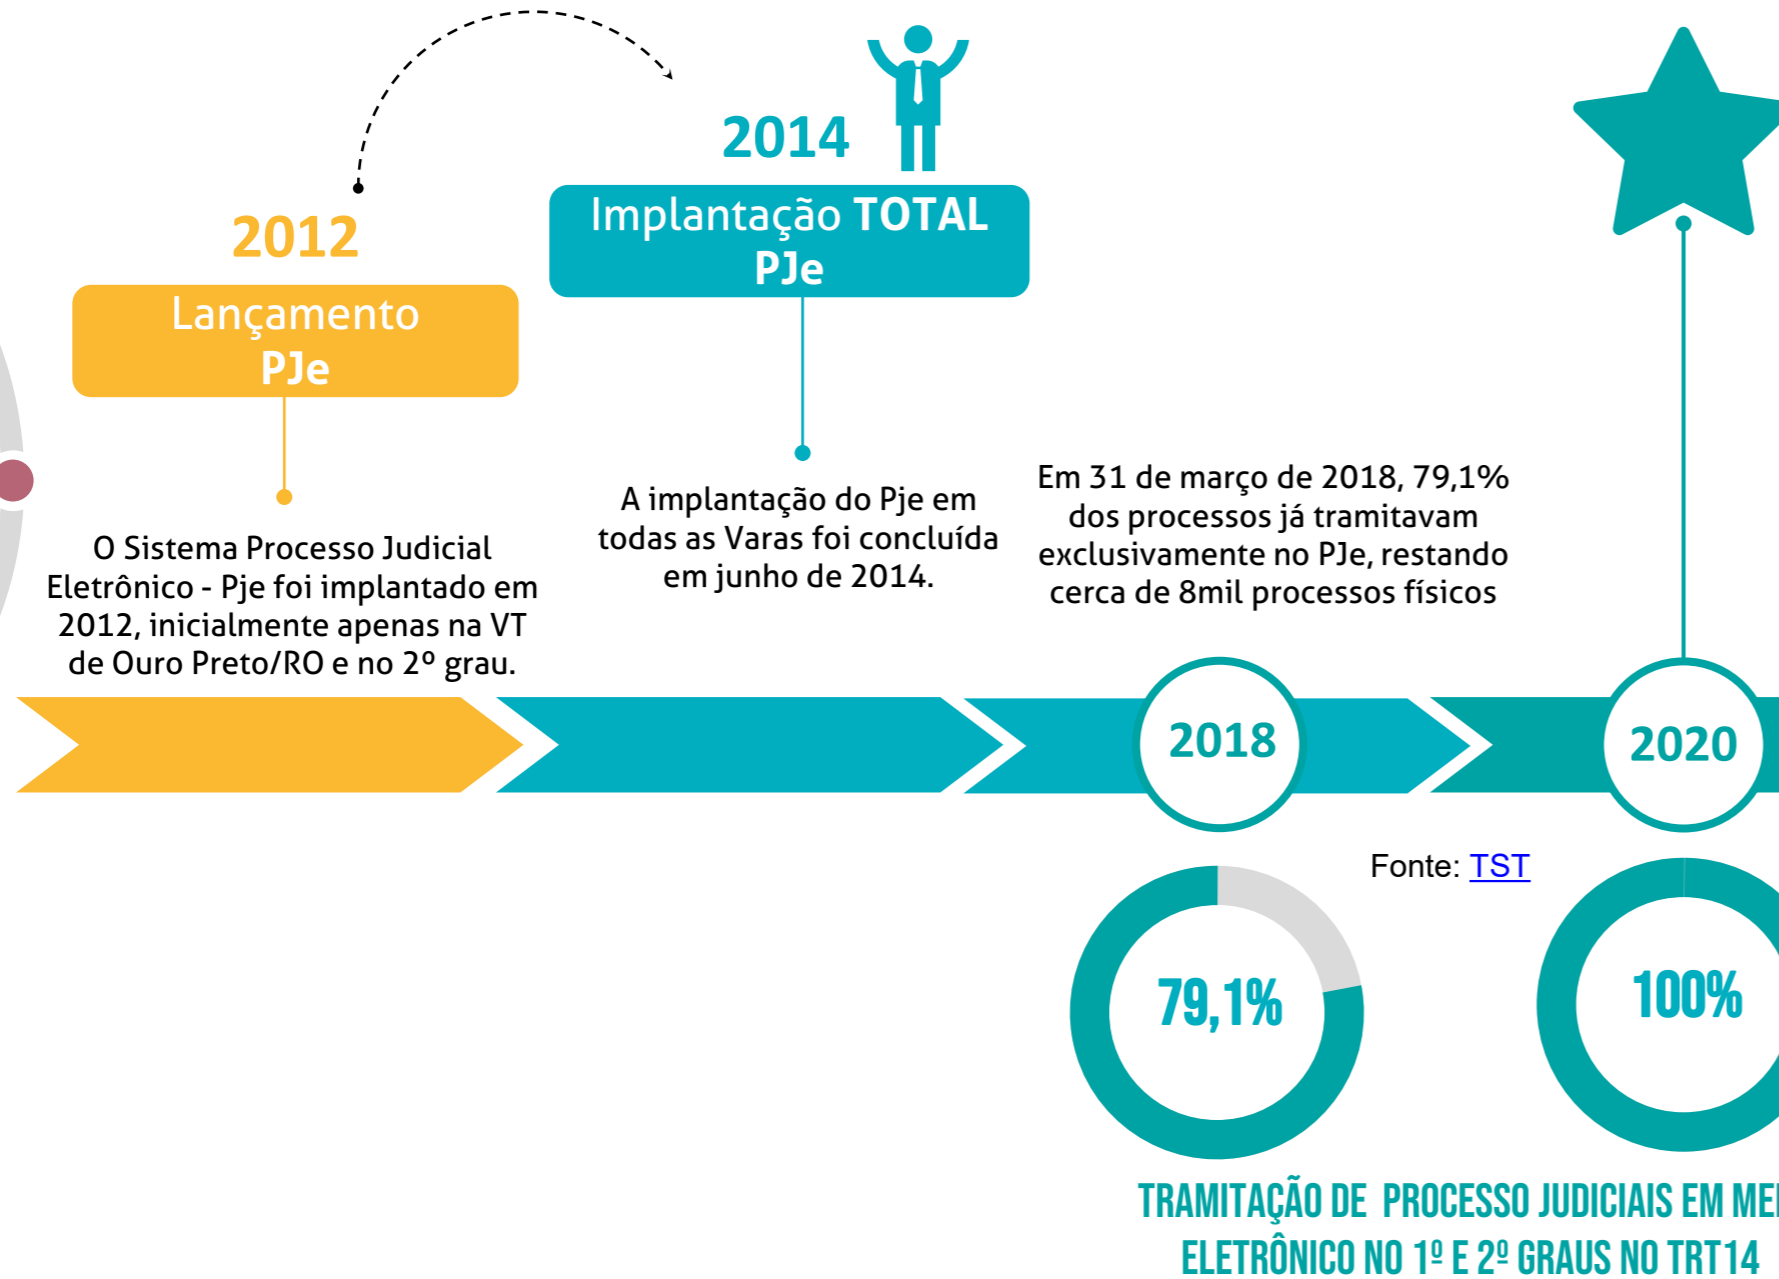 2012
Lançamento
PJe
O Sistema Processo Judicial
Eletrônico - Pje foi implantado em
2012, inicialmente apenas na VT
de Ouro Preto/RO e no 2º grau.
2014
Implantação TOTAL
PJe
A implantação do Pje em
todas as Varas foi concluída
em junho de 2014.
Em 31 de março de 2018, 79,1%
dos processos já tramitavam
exclusivamente no PJe, restando
cerca de 8mil processos físicos
2018
2020
Fonte: TST
79,1%
100%
TRAMITAÇÃO DE PROCESSO JUDICIAIS EM
ELETRÔNICO NO 1º E 2º GRAUS NO TRT14